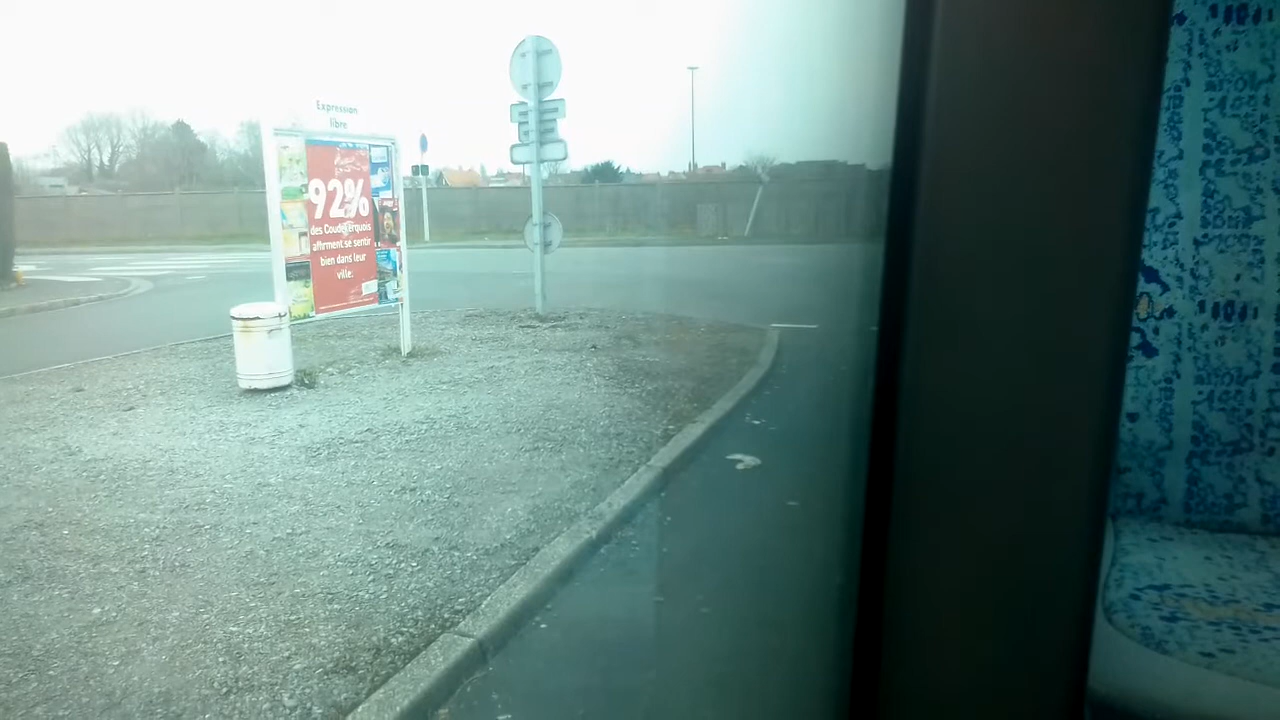 Expression
libre
92%
des Coudekerquois
affirment se sentir
bien dans leur
ville.